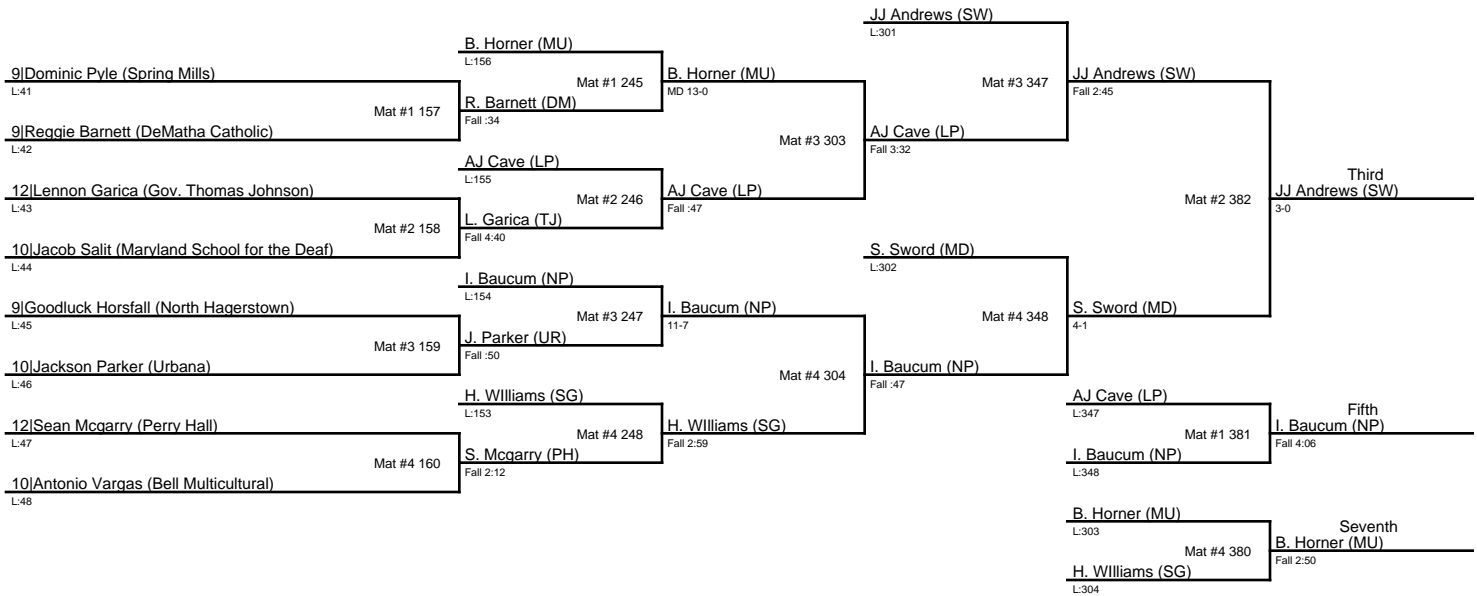 JJ Andrews (SW)
L:301
B. Horner (MU)
L:156
9|Dominic Pyle (Spring Mills)
L:41
Mat #1 245
B. Horner (MU)
MD 13-0
Mat #3 347
JJ Andrews (SW)
Fall 2:45
Mat #1 157
R. Barnett (DM)
Fall :34
9|Reggie Barnett (DeMatha Catholic)
L:42
Mat #3 303
AJ Cave (LP)
Fall 3:32
AJ Cave (LP)
L:155
12|Lennon Garica (Gov. Thomas Johnson)
L:43
Mat #2 246
AJ Cave (LP)
Fall :47
Mat #2 382
Third
JJ Andrews (SW)
3-0
Mat #2 158
L. Garica (TJ)
Fall 4:40
10|Jacob Salit (Maryland School for the Deaf)
L:44
S. Sword (MD)
L:302
I. Baucum (NP)
L:154
9|Goodluck Horsfall (North Hagerstown)
L:45
Mat #3 247
I. Baucum (NP)
11-7
Mat #4 348
S. Sword (MD)
4-1
Mat #3 159
J. Parker (UR)
Fall :50
10|Jackson Parker (Urbana)
L:46
Mat #4 304
I. Baucum (NP)
Fall :47
H. WIlliams (SG)
L:153
AJ Cave (LP)
L:347
12|Sean Mcgarry (Perry Hall)
L:47
Mat #4 248
H. WIlliams (SG)
Fall 2:59
Mat #1 381
Fifth
I. Baucum (NP)
Fall 4:06
Mat #4 160
S. Mcgarry (PH)
Fall 2:12
I. Baucum (NP)
L:348
10|Antonio Vargas (Bell Multicultural)
L:48
B. Horner (MU)
L:303
Mat #4 380
Seventh
B. Horner (MU)
Fall 2:50
H. WIlliams (SG)
L:304